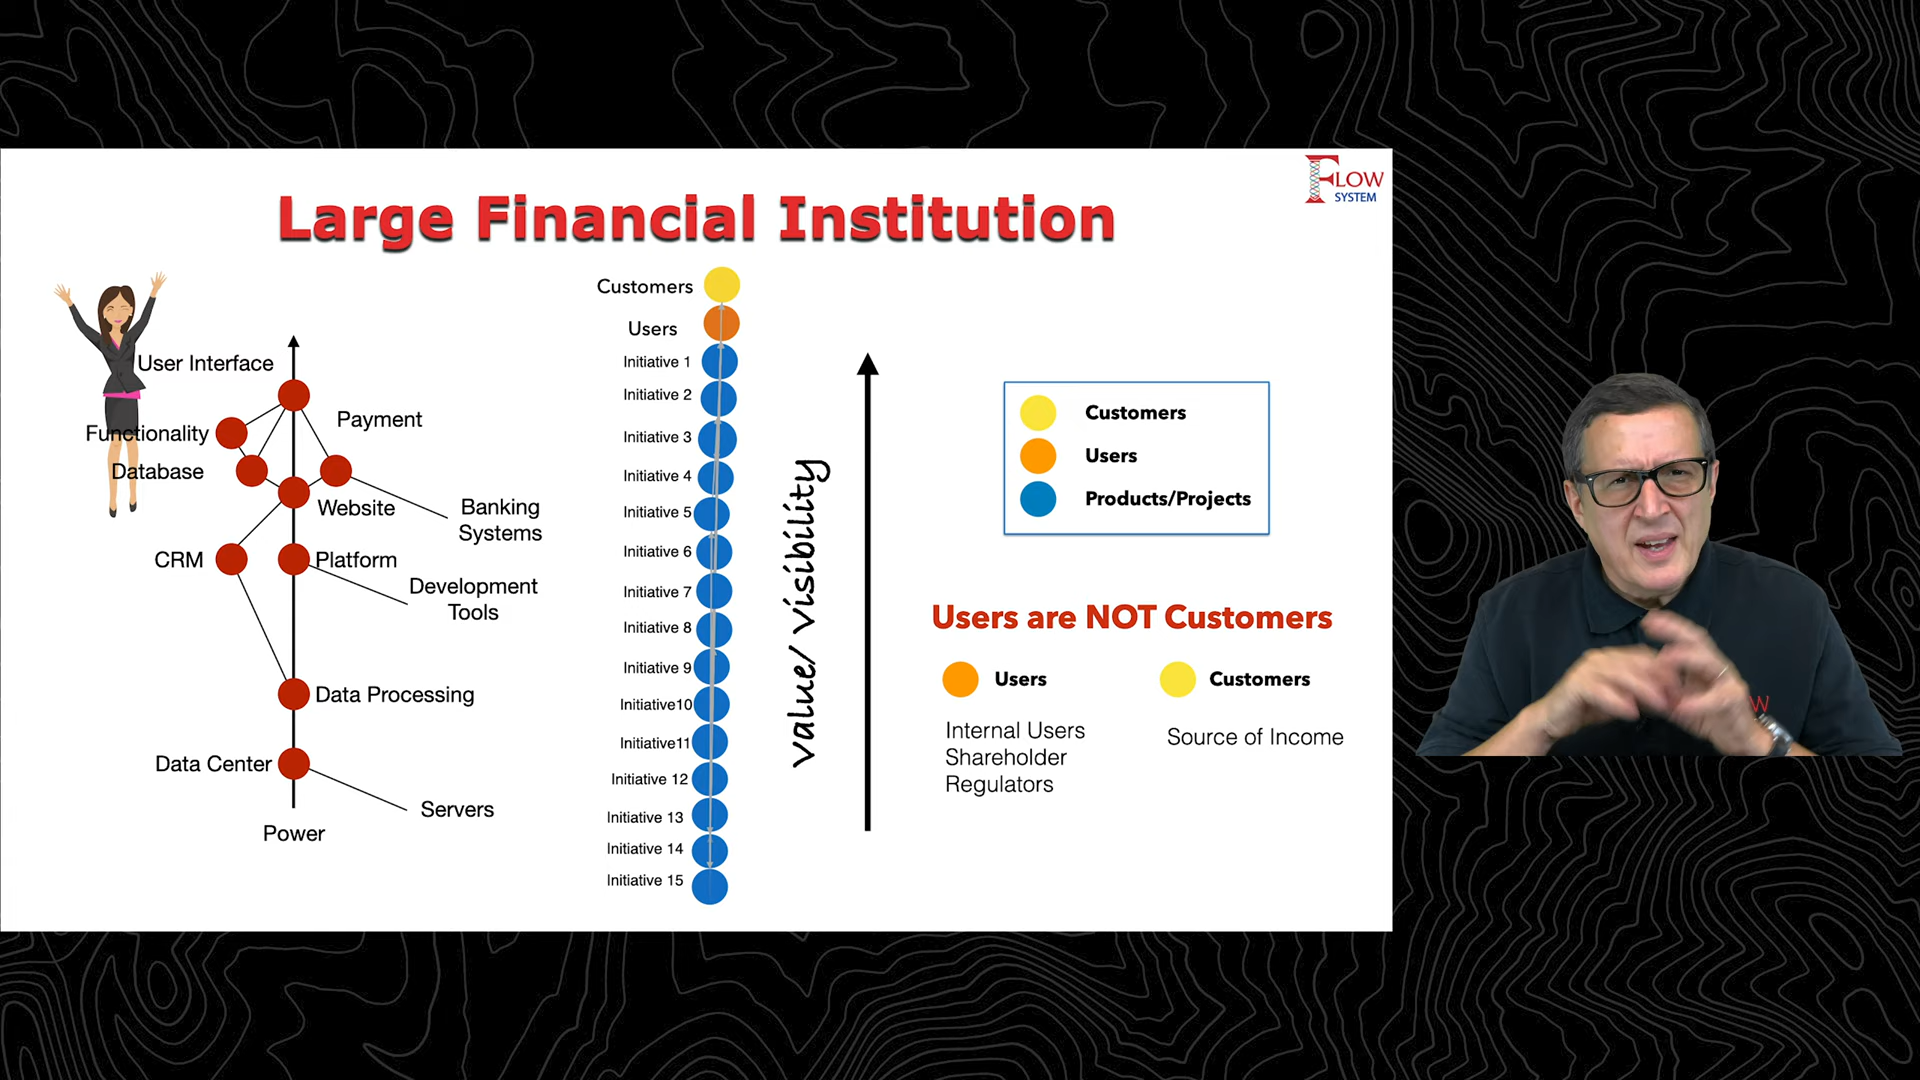 FLOW
SYSTEM
Large Financial Institution
User Interface
Payment
Functionality
Database
Website
Banking
Systems
CRM
Platform
Development
Tools
Data Processing
Data Center
Servers
Power
Customers
Users
Initiative 1
Initiative 2
Initiative 3
Initiative 4
Initiative 5
Initiative 6
Initiative 7
Initiative 8
Initiative 9
Initiative10
Initiative11
Initiative 12
Initiative 13
Initiative 14
Initiative 15
value/ visibility
Customers
Users
Products/Projects
Users are NOT Customers
Users
Internal Users
Shareholder
Regulators
Customers
Source of Income